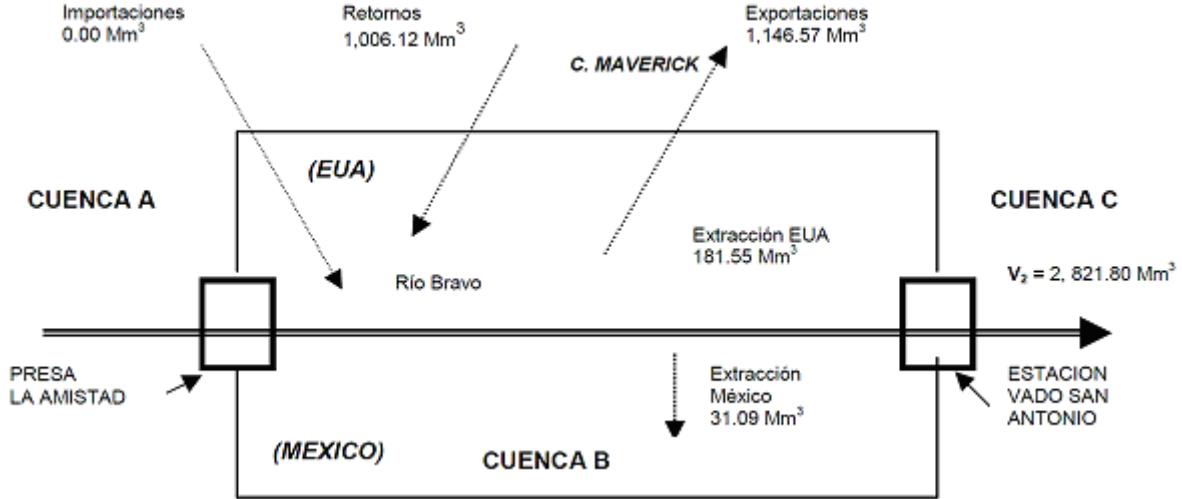 Importaciones
0.00 Mm³
Retornos
1,006.12 Mm³
Exportaciones
1,146.57 Mm³
C. MAVERICK
(EUA)
CUENCA A
CUENCA C
Extracción EUA
181.55 Mm³
Río Bravo
V₂ = 2, 821.80 Mm³
PRESA
LA AMISTAD
Extracción
México
31.09 Mm³
ESTACION
VADO SAN
ANTONIO
(MEXICO)
CUENCA B